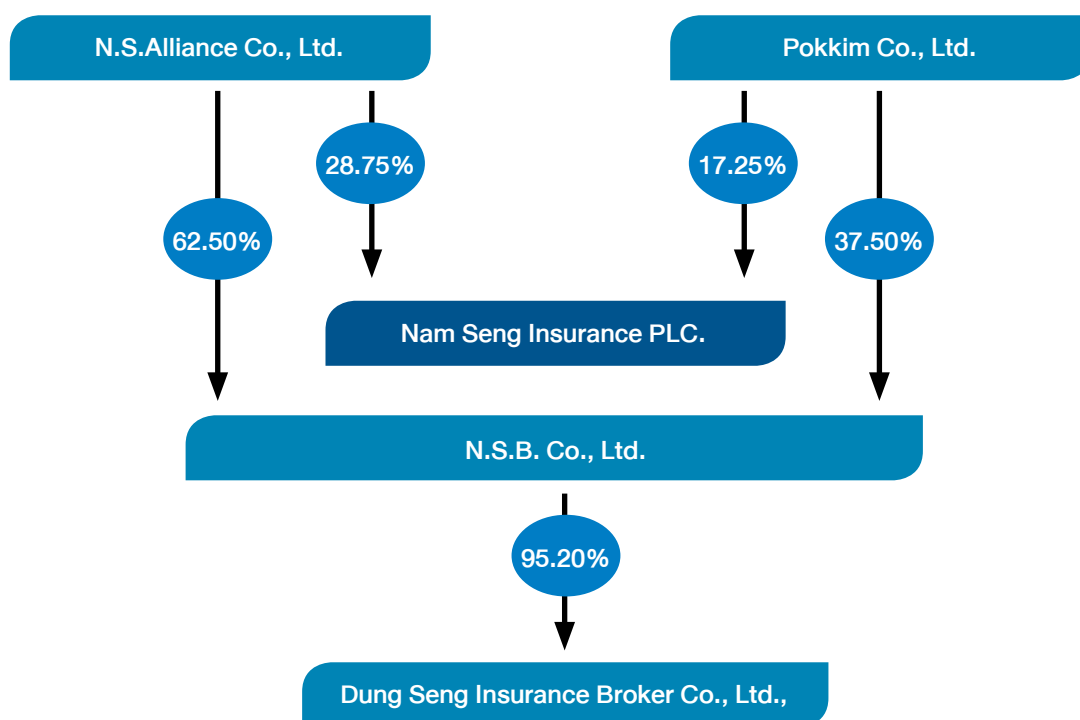 N.S.Alliance Co., Ltd.
Pokkim Co., Ltd.
28.75%
17.25%
62.50%
37.50%
Nam Seng Insurance PLC.
N.S.B. Co., Ltd.
95.20%
Dung Seng Insurance Broker Co., Ltd.,